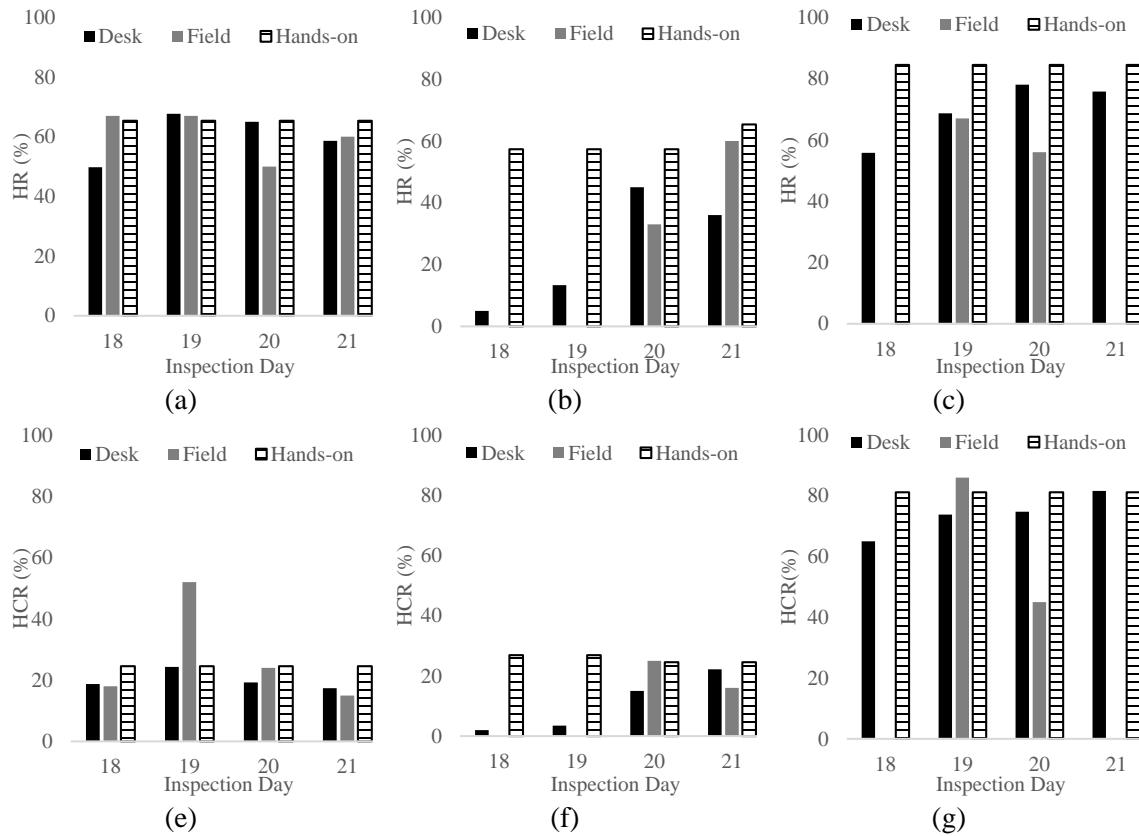 100
Desk Field Hands-on
80
60
40
20
0
HR (%)
18 19 20 21
Inspection Day
(a)
100
Desk Field Hands-on
80
60
40
20
0
HR (%)
18 19 20 21
Inspection Day
(b)
100
Desk Field Hands-on
80
60
40
20
0
HR (%)
18 19 20 21
Inspection Day
(c)
100
Desk Field Hands-on
80
60
40
20
0
HCR (%)
18 19 20 21
Inspection Day
(e)
100
Desk Field Hands-on
80
60
40
20
0
HCR (%)
18 19 20 21
Inspection Day
(f)
100
Desk Field Hands-on
80
60
40
20
0
HCR(%)
18 19 20 21
Inspection Day
(g)